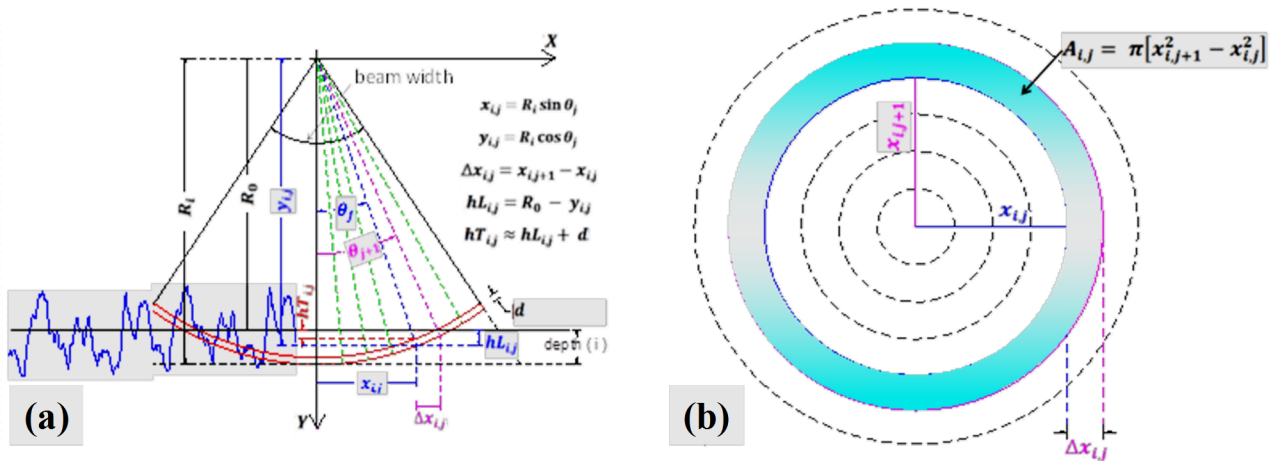 X
beam width
x_{i,j} = R_i sin θ_j
y_{i,j} = R_i cos θ_j
Δx_{i,j} = x_{i,j+1} − x_{i,j}
hL_{i,j} = R_0 − y_{i,j}
hT_{i,j} ≈ hL_{i,j} + d
R_i
R_0
y_{i,j}
θ_j
θ_{j+1}
hT_{i,j}
d
hL_{i,j}
depth (i)
x_{i,j}
Δx_{i,j}
Y
(a)
A_{i,j} = π[x²_{i,j+1} − x²_{i,j}]
x_{i,j+1}
x_{i,j}
Δx_{i,j}
(b)